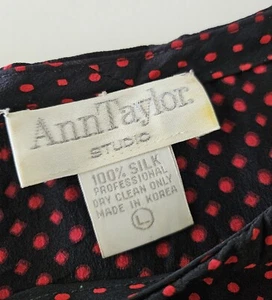 AnnTaylor.
STUDIO
100% SILK
PROFESSIONAL
DRY CLEAN ONLY
MADE IN KOREA
L